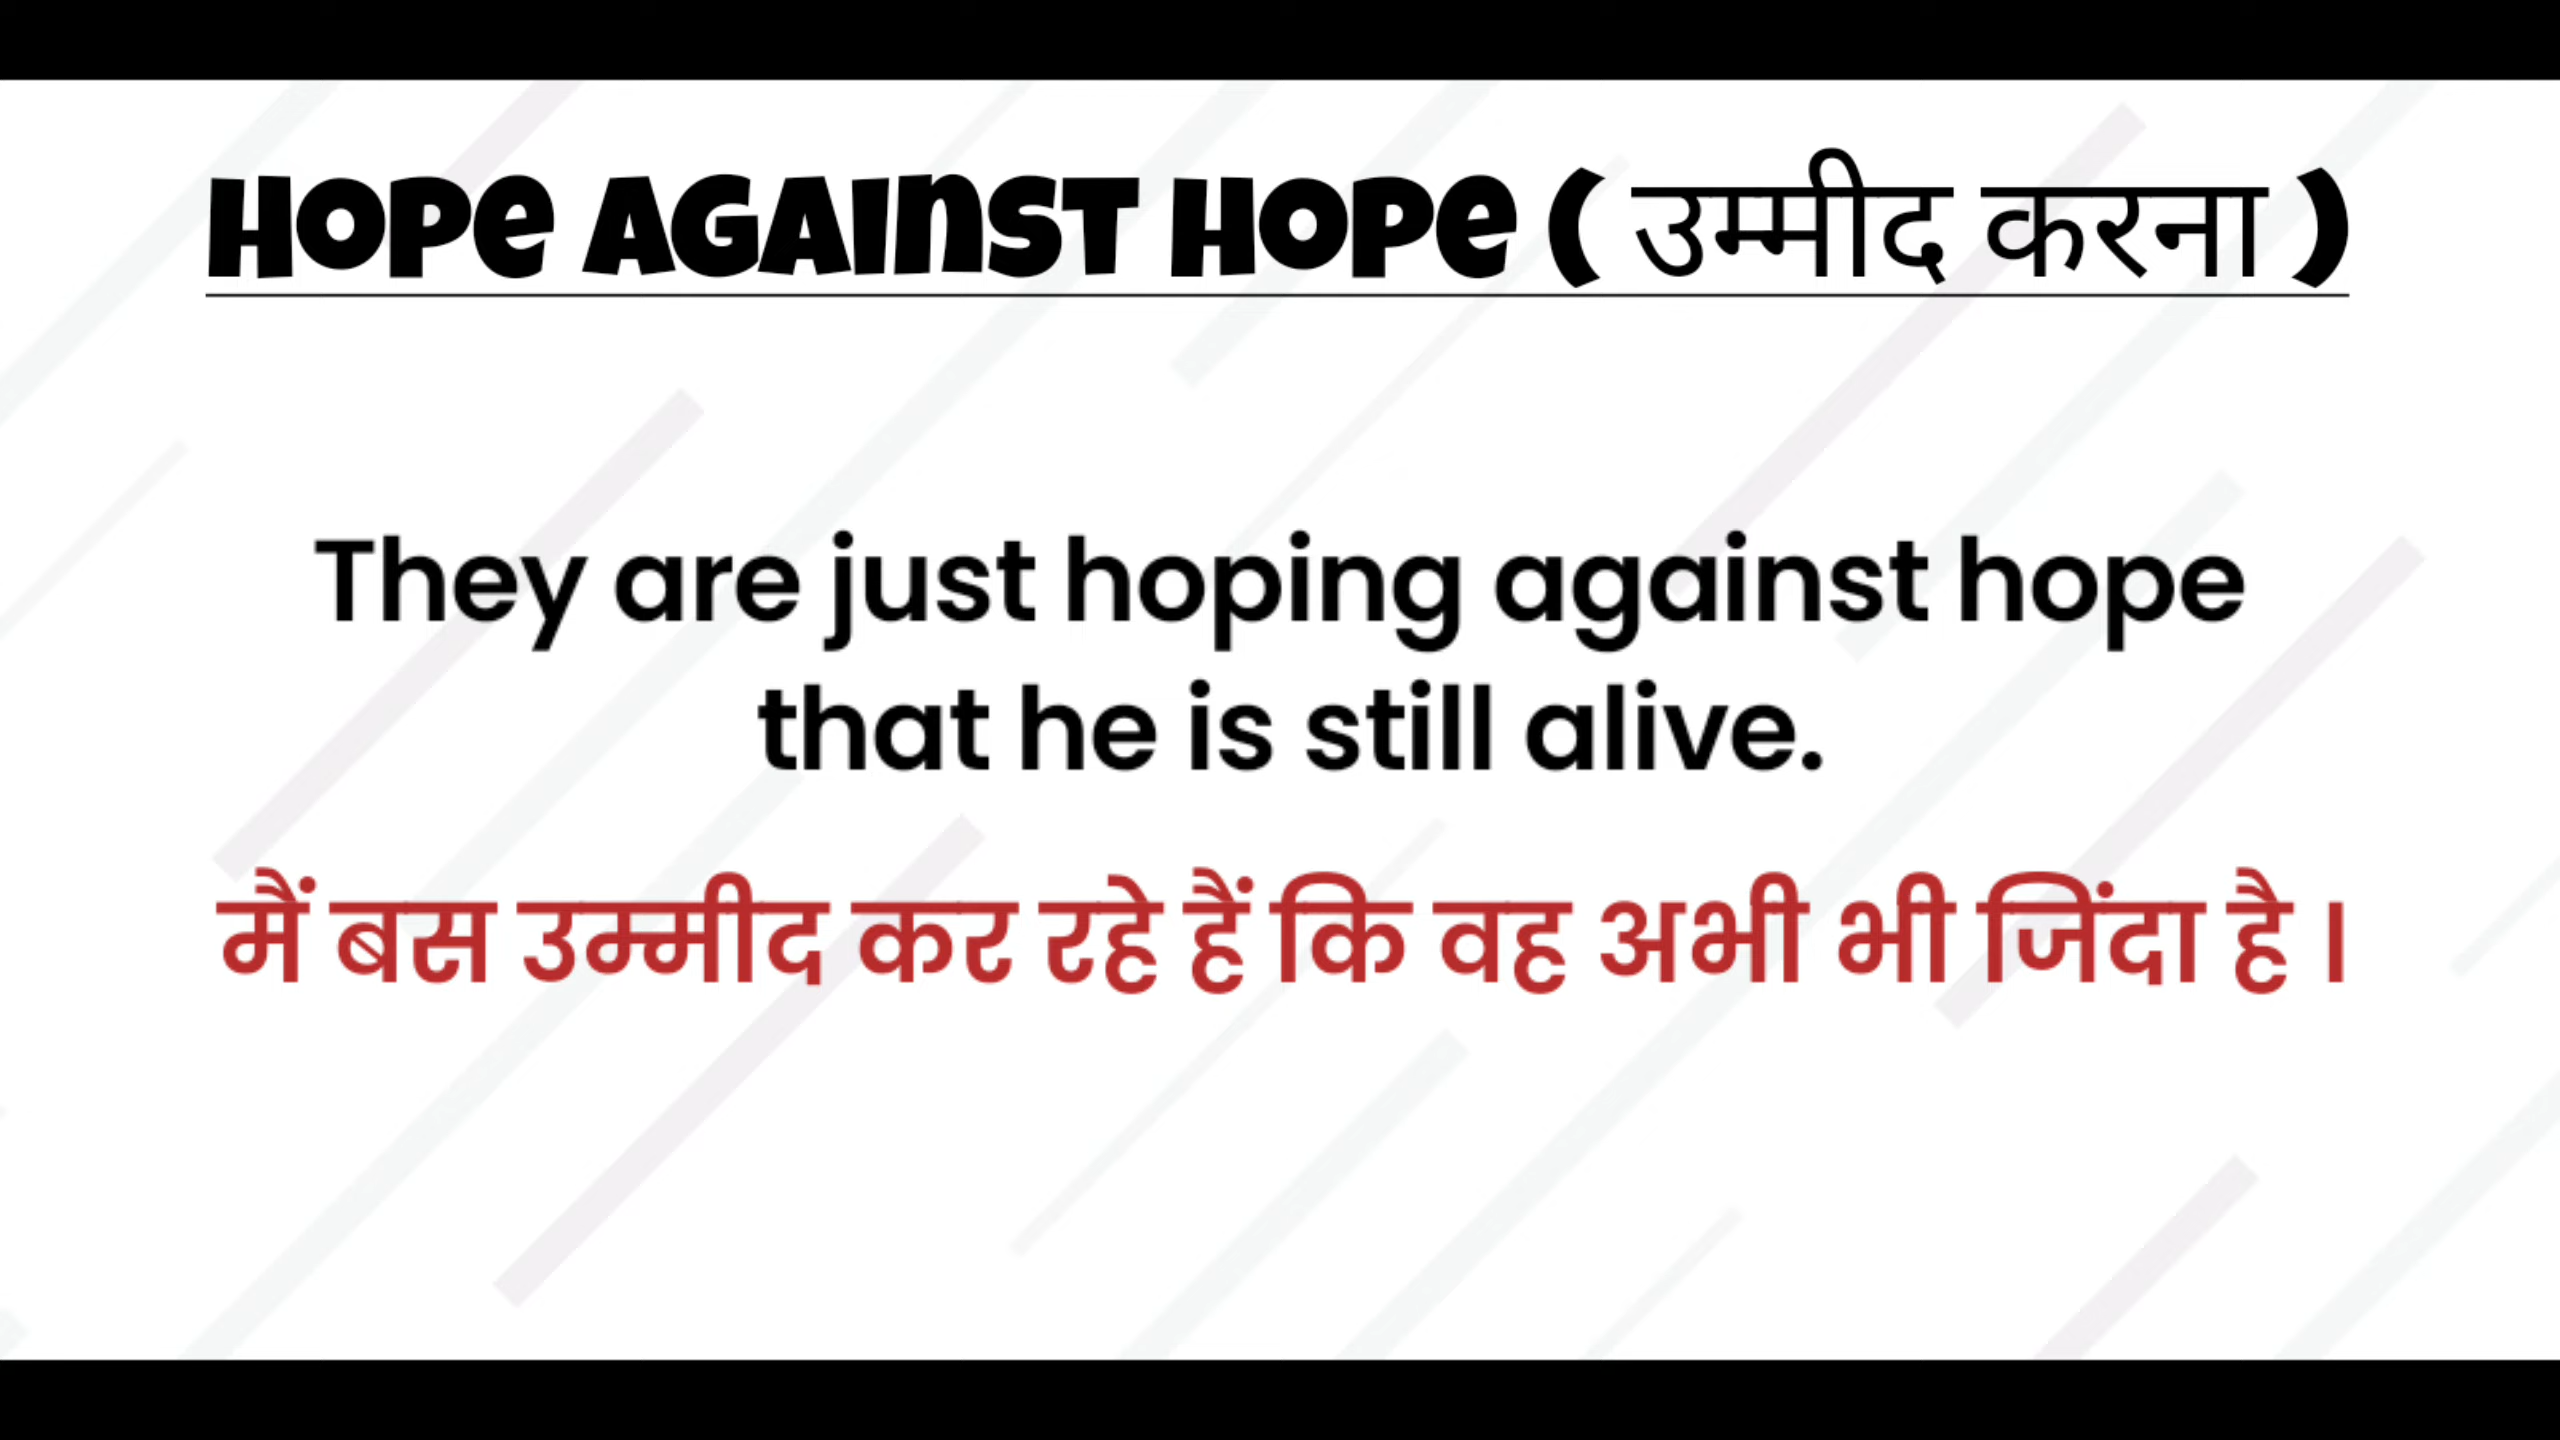 HOPE AGAINST HOPE ( उम्मीद करना )
They are just hoping against hope
that he is still alive.
मैं बस उम्मीद कर रहे हैं कि वह अभी भी जिंदा है ।